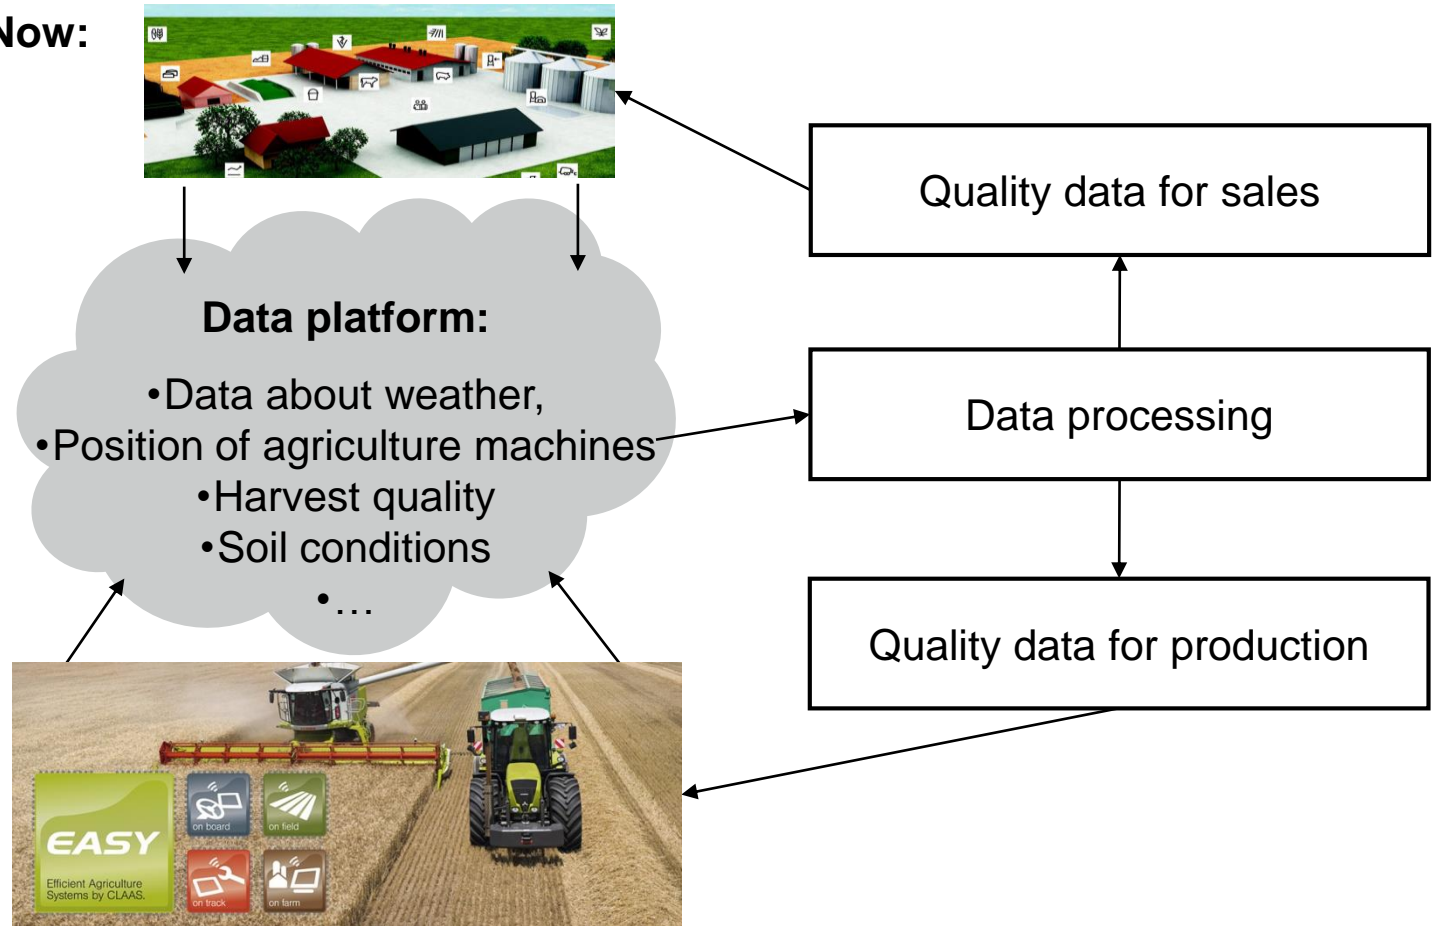 Now:
Quality data for sales
Data platform:
•Data about weather,
•Position of agriculture machines
•Harvest quality
•Soil conditions
•…
Data processing
Quality data for production
EASY
Efficient Agriculture
Systems by CLAAS.
on board
on field
on track
on farm